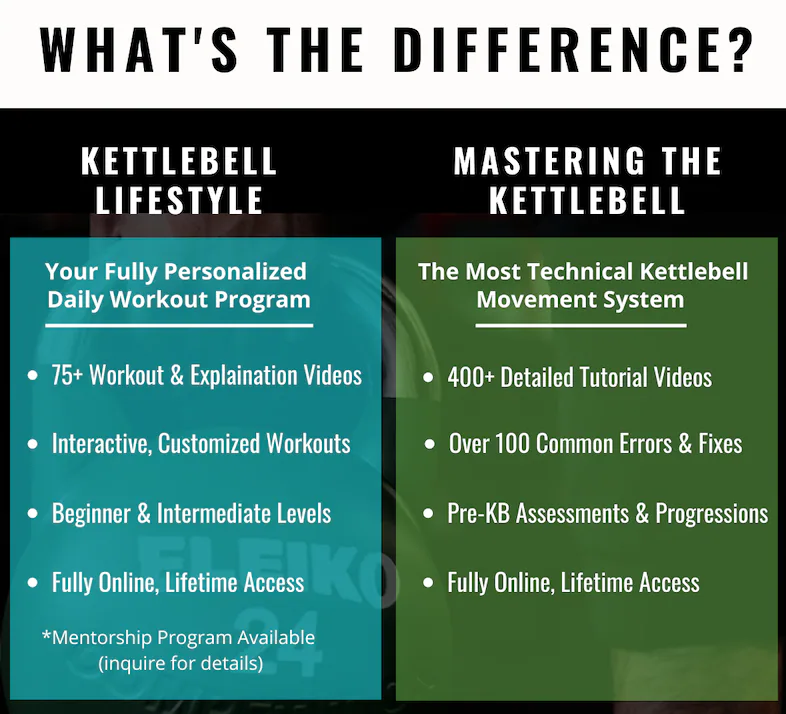 WHAT'S THE DIFFERENCE?
KETTLEBELL
LIFESTYLE
Your Fully Personalized
Daily Workout Program
• 75+ Workout & Explaination Videos
• Interactive, Customized Workouts
• Beginner & Intermediate Levels
• Fully Online, Lifetime Access
*Mentorship Program Available
(inquire for details)
MASTERING THE
KETTLEBELL
The Most Technical Kettlebell
Movement System
• 400+ Detailed Tutorial Videos
• Over 100 Common Errors & Fixes
• Pre-KB Assessments & Progressions
• Fully Online, Lifetime Access
ELEIKO
24